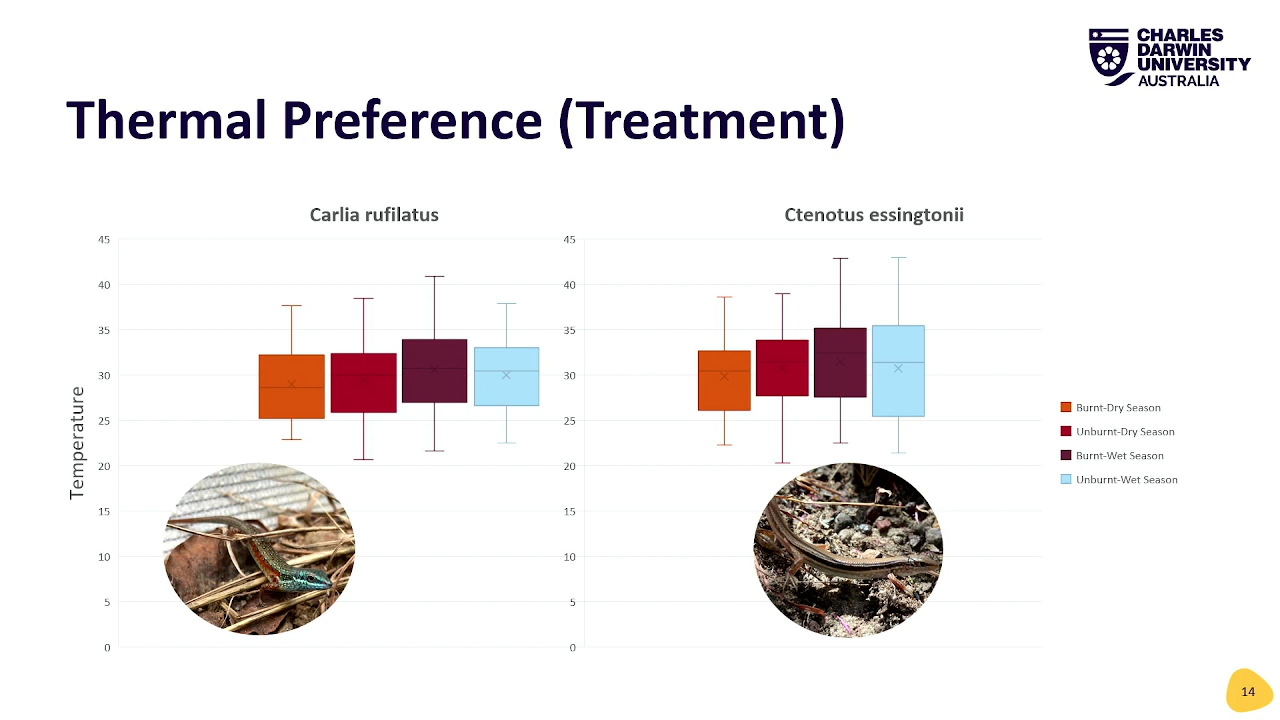 CHARLES
DARWIN
UNIVERSITY
AUSTRALIA
Thermal Preference (Treatment)
Carlia rufilatus
Ctenotus essingtonii
Temperature
45
40
35
30
25
20
15
10
5
0
45
40
35
30
25
20
15
10
5
0
Burnt-Dry Season
Unburnt-Dry Season
Burnt-Wet Season
Unburnt-Wet Season
14